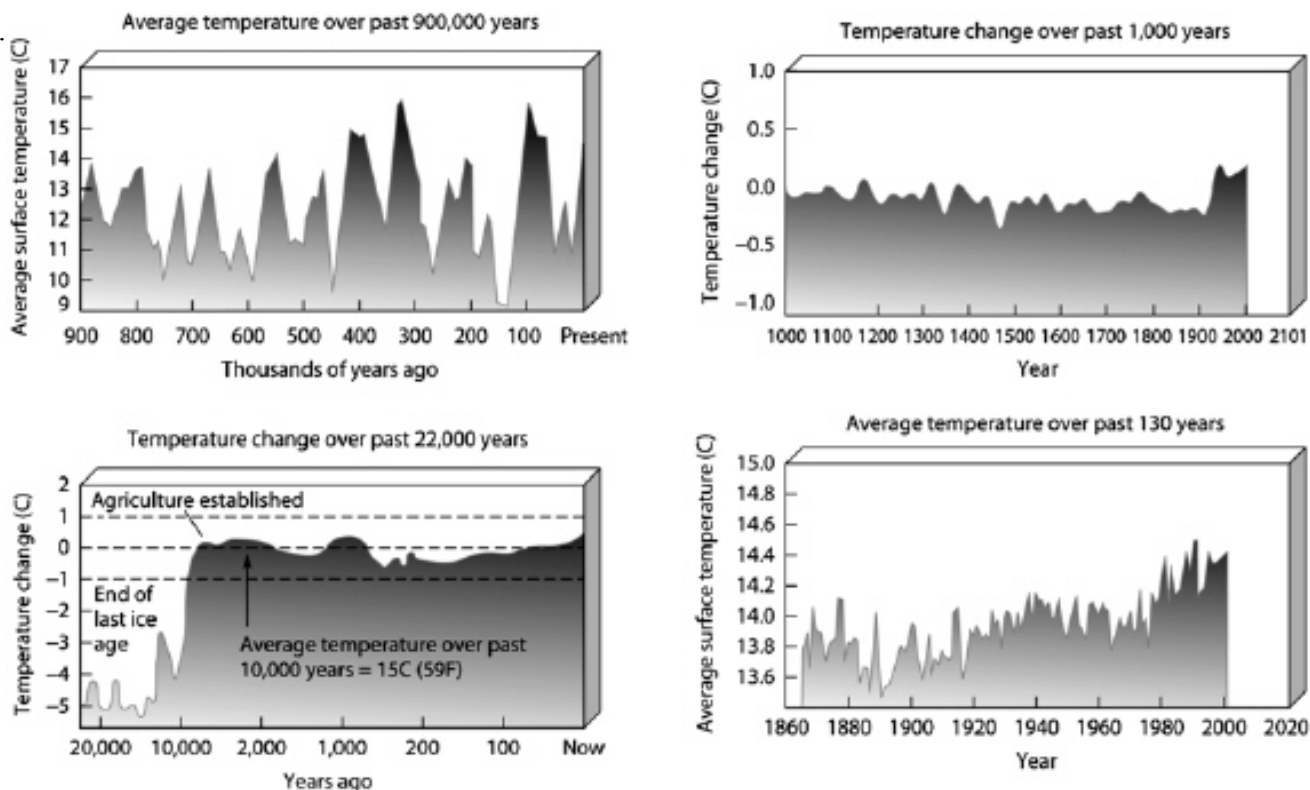 Average temperature over past 900,000 years
Average surface temperature (C)
17
16
15
14
13
12
11
10
9
900 800 700 600 500 400 300 200 100 Present
Thousands of years ago
Temperature change over past 1,000 years
Temperature change (C)
1.0
0.5
0.0
−0.5
−1.0
1000 1100 1200 1300 1400 1500 1600 1700 1800 1900 2000 2101
Year
Temperature change over past 22,000 years
Temperature change (C)
2
1
0
−1
−2
−3
−4
−5
Agriculture established
End of
last ice
age
Average temperature over past
10,000 years = 15C (59F)
20,000 10,000 2,000 1,000 200 100 Now
Years ago
Average temperature over past 130 years
Average surface temperature (C)
15.0
14.8
14.6
14.4
14.2
14.0
13.8
13.6
1860 1880 1900 1920 1940 1960 1980 2000 2020
Year